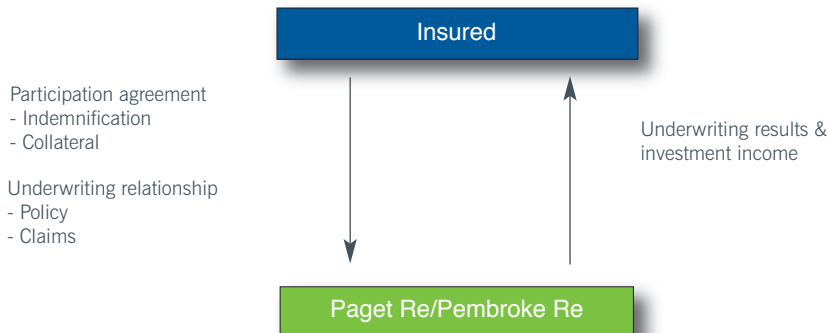 Insured
Participation agreement
- Indemnification
- Collateral
Underwriting relationship
- Policy
- Claims
Underwriting results &
investment income
Paget Re/Pembroke Re